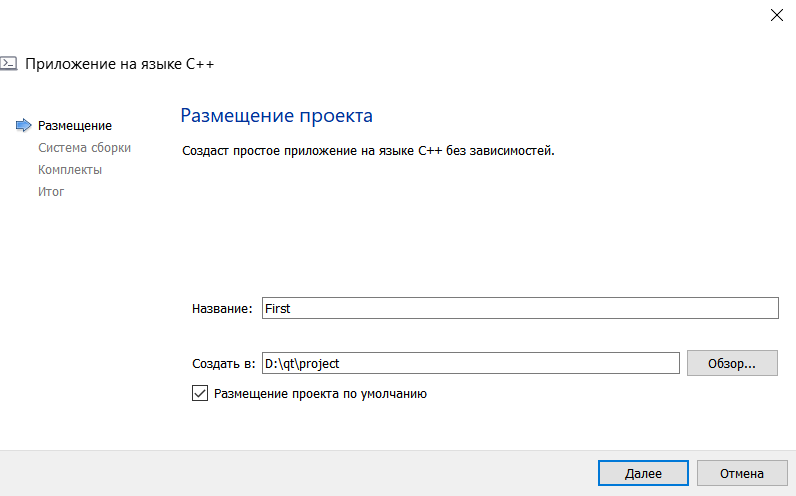 Приложение на языке C++
Размещение
Система сборки
Комплекты
Итог
Размещение проекта
Создаст простое приложение на языке C++ без зависимостей.
Название: First
Создать в: D:\qt\project Обзор...
Размещение проекта по умолчанию
Далее Отмена